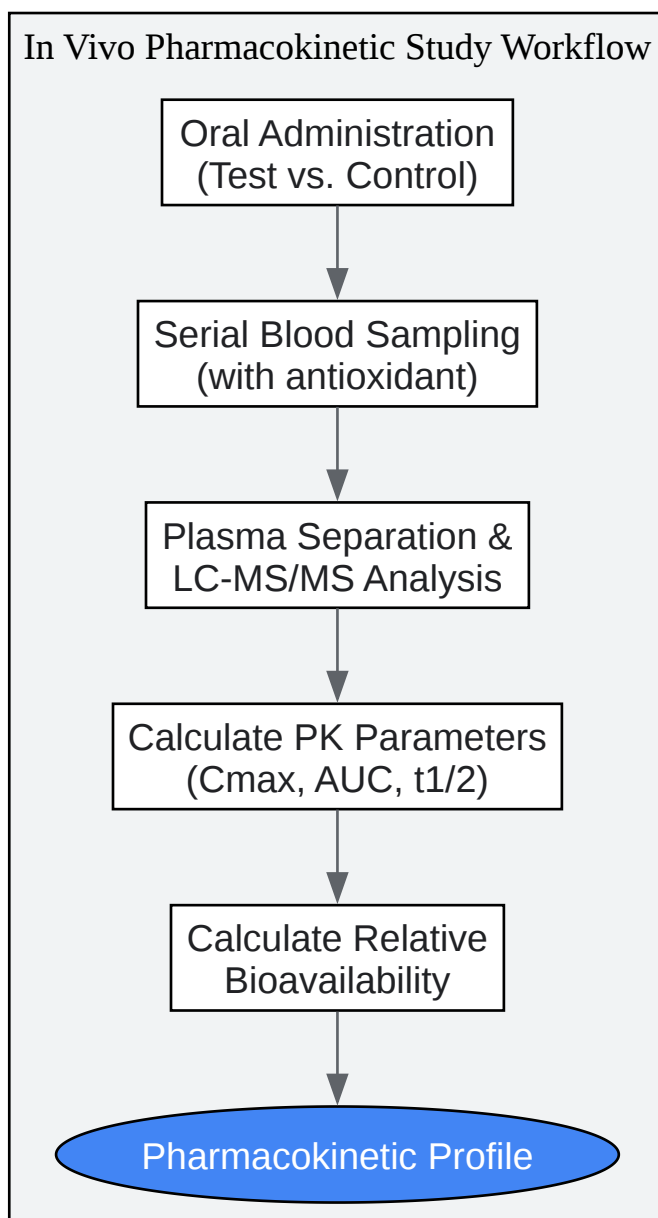 In Vivo Pharmacokinetic Study Workflow
Oral Administration
(Test vs. Control)
Serial Blood Sampling
(with antioxidant)
Plasma Separation &
LC-MS/MS Analysis
Calculate PK Parameters
(Cmax, AUC, t1/2)
Calculate Relative
Bioavailability
Pharmacokinetic Profile